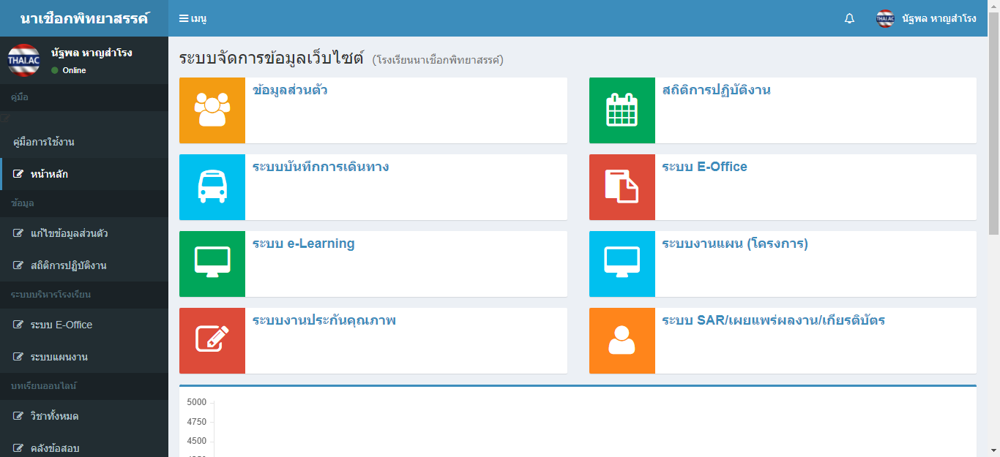 นาเชือกพิทยาสรรค์
เมนู
นัฐพล หาญสำโรง
THAI.AC
นัฐพล หาญสำโรง
Online
คู่มือ
คู่มือการใช้งาน
หน้าหลัก
ข้อมูล
แก้ไขข้อมูลส่วนตัว
สถิติการปฏิบัติงาน
ระบบบริหารโรงเรียน
ระบบ E-Office
ระบบแผนงาน
บทเรียนออนไลน์
วิชาทั้งหมด
คลังข้อสอบ
ระบบจัดการข้อมูลเว็บไซต์ (โรงเรียนนาเชือกพิทยาสรรค์)
ข้อมูลส่วนตัว
สถิติการปฏิบัติงาน
ระบบบันทึกการเดินทาง
ระบบ E-Office
ระบบ e-Learning
ระบบงานแผน (โครงการ)
ระบบงานประกันคุณภาพ
ระบบ SAR/เผยแพร่ผลงาน/เกียรติบัตร
5000
4750
4500